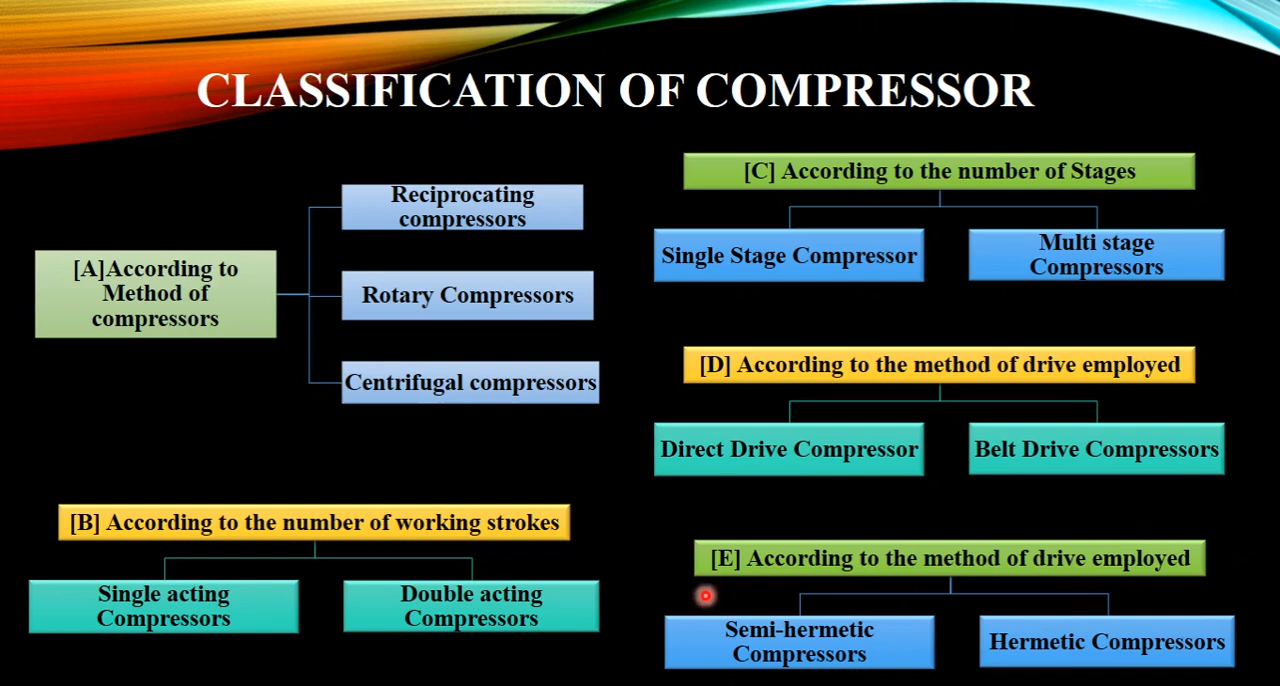 CLASSIFICATION OF COMPRESSOR
[A]According to
Method of
compressors
Reciprocating
compressors
Rotary Compressors
Centrifugal compressors
[B] According to the number of working strokes
Single acting
Compressors
Double acting
Compressors
[C] According to the number of Stages
Single Stage Compressor
Multi stage
Compressors
[D] According to the method of drive employed
Direct Drive Compressor
Belt Drive Compressors
[E] According to the method of drive employed
Semi-hermetic
Compressors
Hermetic Compressors